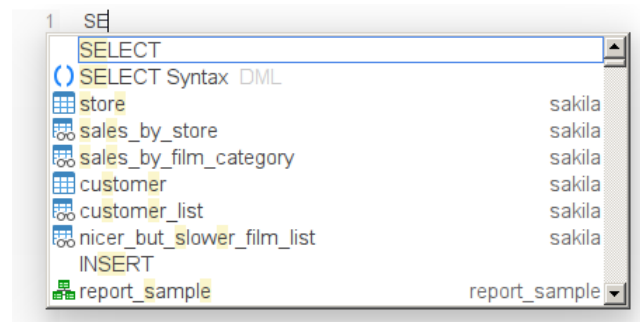 1 SE
SELECT
SELECT Syntax DML
store sakila
sales_by_store sakila
sales_by_film_category sakila
customer sakila
customer_list sakila
nicer_but_slower_film_list sakila
INSERT
report_sample report_sample